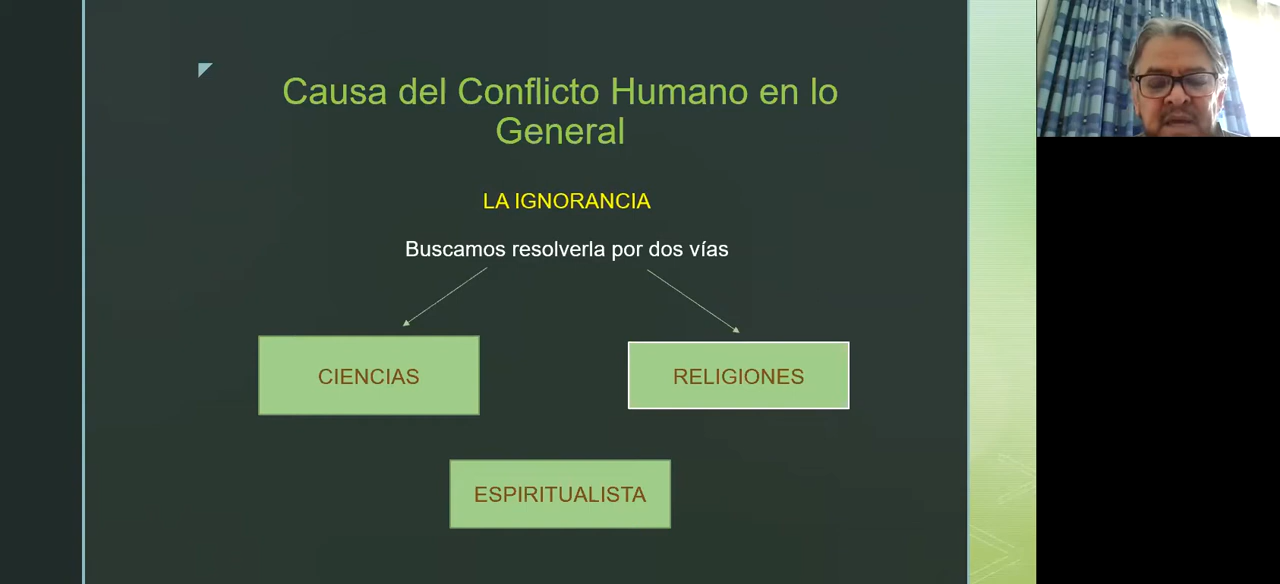 Causa del Conflicto Humano en lo
General
LA IGNORANCIA
Buscamos resolverla por dos vías
CIENCIAS
RELIGIONES
ESPIRITUALISTA